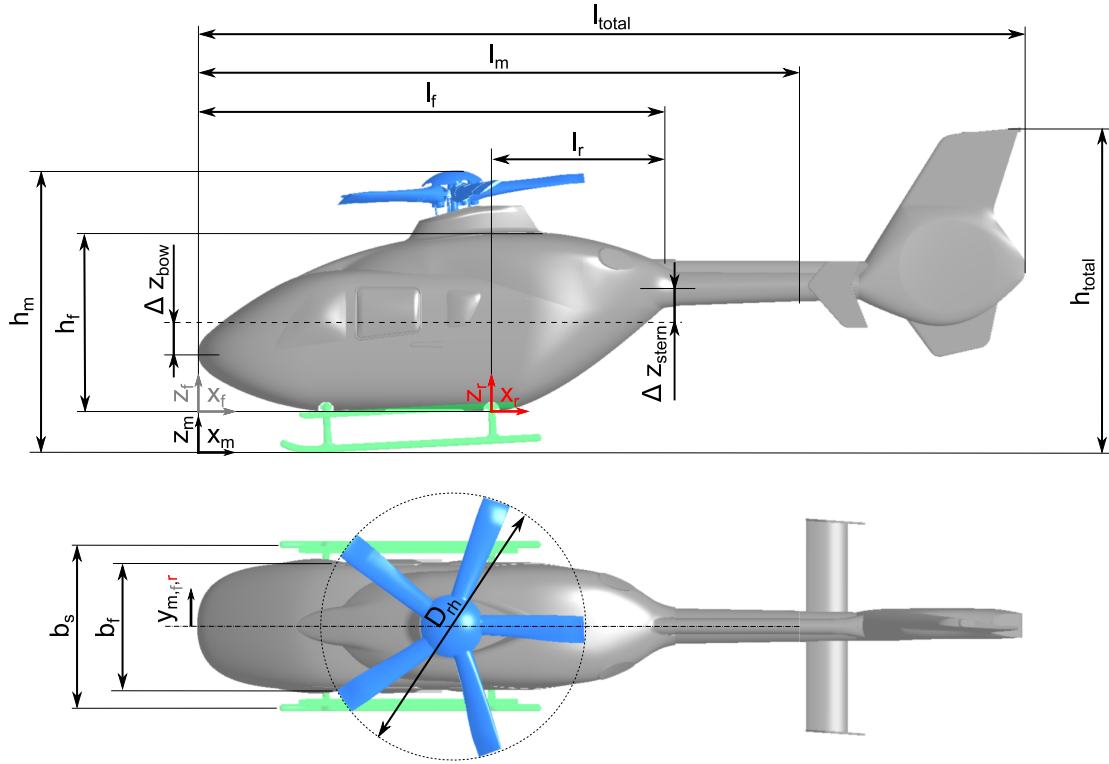 l_total
l_m
l_f
l_r
Δ z_bow
h_m
h_f
h_total
Δ z_stern
z_f
x_f
z_r
x_r
z_m
x_m
b_s
b_f
y_m,f,r
D_rh